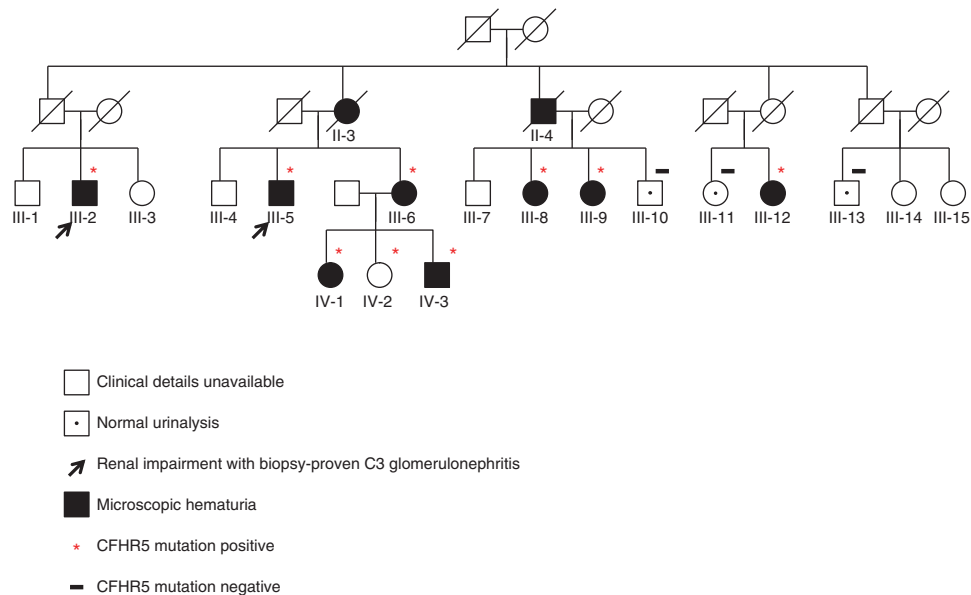 II-3
II-4
* * * * *
III-1 III-2 III-3 III-4 III-5 III-6 III-7 III-8 III-9 III-10 III-11 III-12 III-13 III-14 III-15
* * *
IV-1 IV-2 IV-3
Clinical details unavailable
Normal urinalysis
Renal impairment with biopsy-proven C3 glomerulonephritis
Microscopic hematuria
* CFHR5 mutation positive
CFHR5 mutation negative